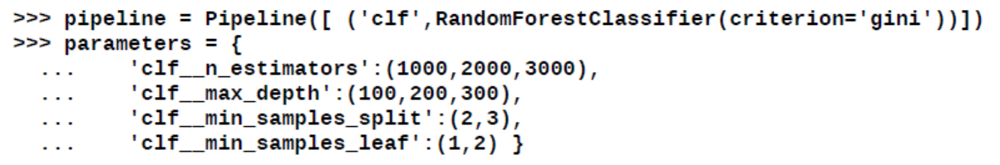 >>> pipeline = Pipeline([ ('clf',RandomForestClassifier(criterion='gini'))])
>>> parameters = {
...     'clf__n_estimators':(1000,2000,3000),
...     'clf__max_depth':(100,200,300),
...     'clf__min_samples_split':(2,3),
...     'clf__min_samples_leaf':(1,2) }